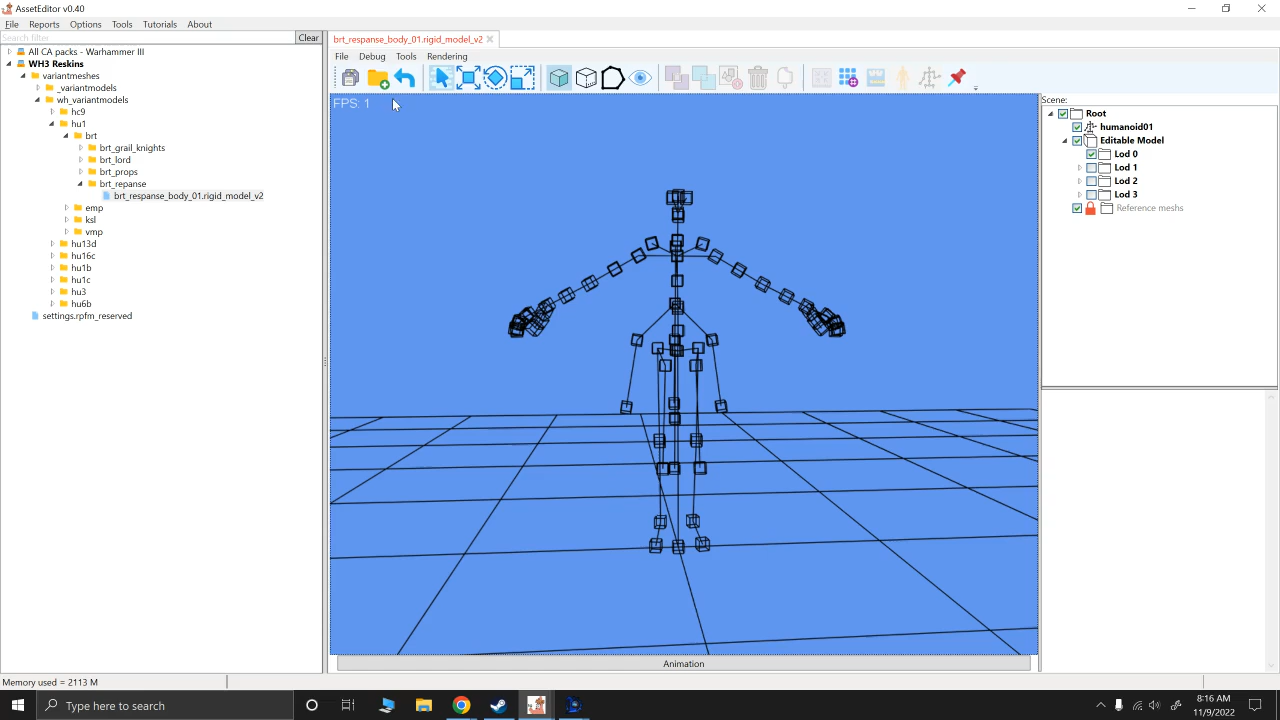 AssetEditor v0.40
File Reports Options Tools Tutorials About
Search filter Clear
All CA packs - Warhammer III
WH3 Reskins
variantmeshes
_variantmodels
wh_variantmodels
hc9
hu1
brt
brt_grail_knights
brt_lord
brt_props
brt_repanse
brt_respanse_body_01.rigid_model_v2
emp
ksl
vmp
hu13d
hu16c
hu1b
hu1c
hu3
hu6b
settings.rpfm_reserved
brt_respanse_body_01.rigid_model_v2
File Debug Tools Rendering
FPS: 1
Animation
Scene:
Root
humanoid01
Editable Model
Lod 0
Lod 1
Lod 2
Lod 3
Reference meshs
Memory used = 2113 M
Type here to search
8:16 AM
11/9/2022